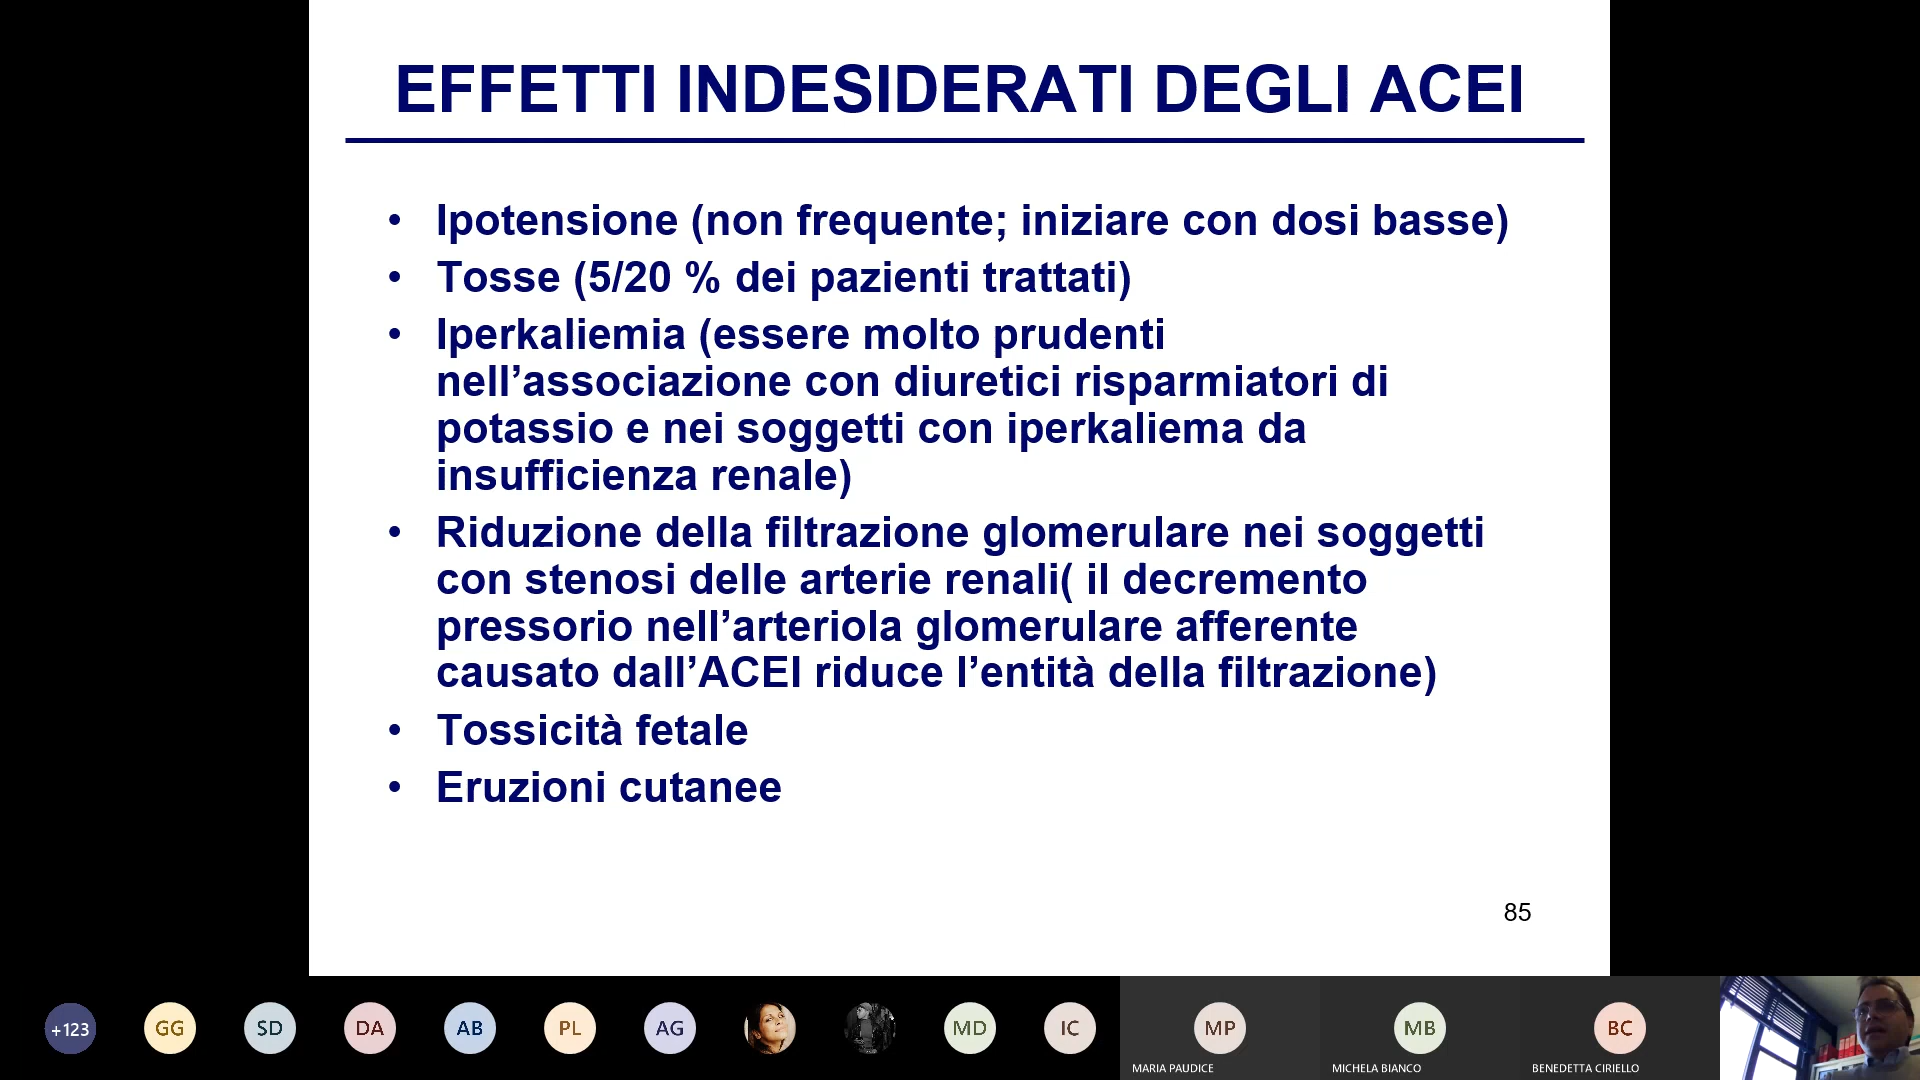 EFFETTI INDESIDERATI DEGLI ACEI
• Ipotensione (non frequente; iniziare con dosi basse)
• Tosse (5/20 % dei pazienti trattati)
• Iperkaliemia (essere molto prudenti
nell’associazione con diuretici risparmiatori di
potassio e nei soggetti con iperkaliema da
insufficienza renale)
• Riduzione della filtrazione glomerulare nei soggetti
con stenosi delle arterie renali( il decremento
pressorio nell’arteriola glomerulare afferente
causato dall’ACEI riduce l’entità della filtrazione)
• Tossicità fetale
• Eruzioni cutanee
85
+123 GG SD DA AB PL AG MD IC MP MB BC
MARIA PAUDICE MICHELA BIANCO BENEDETTA CIRIELLO